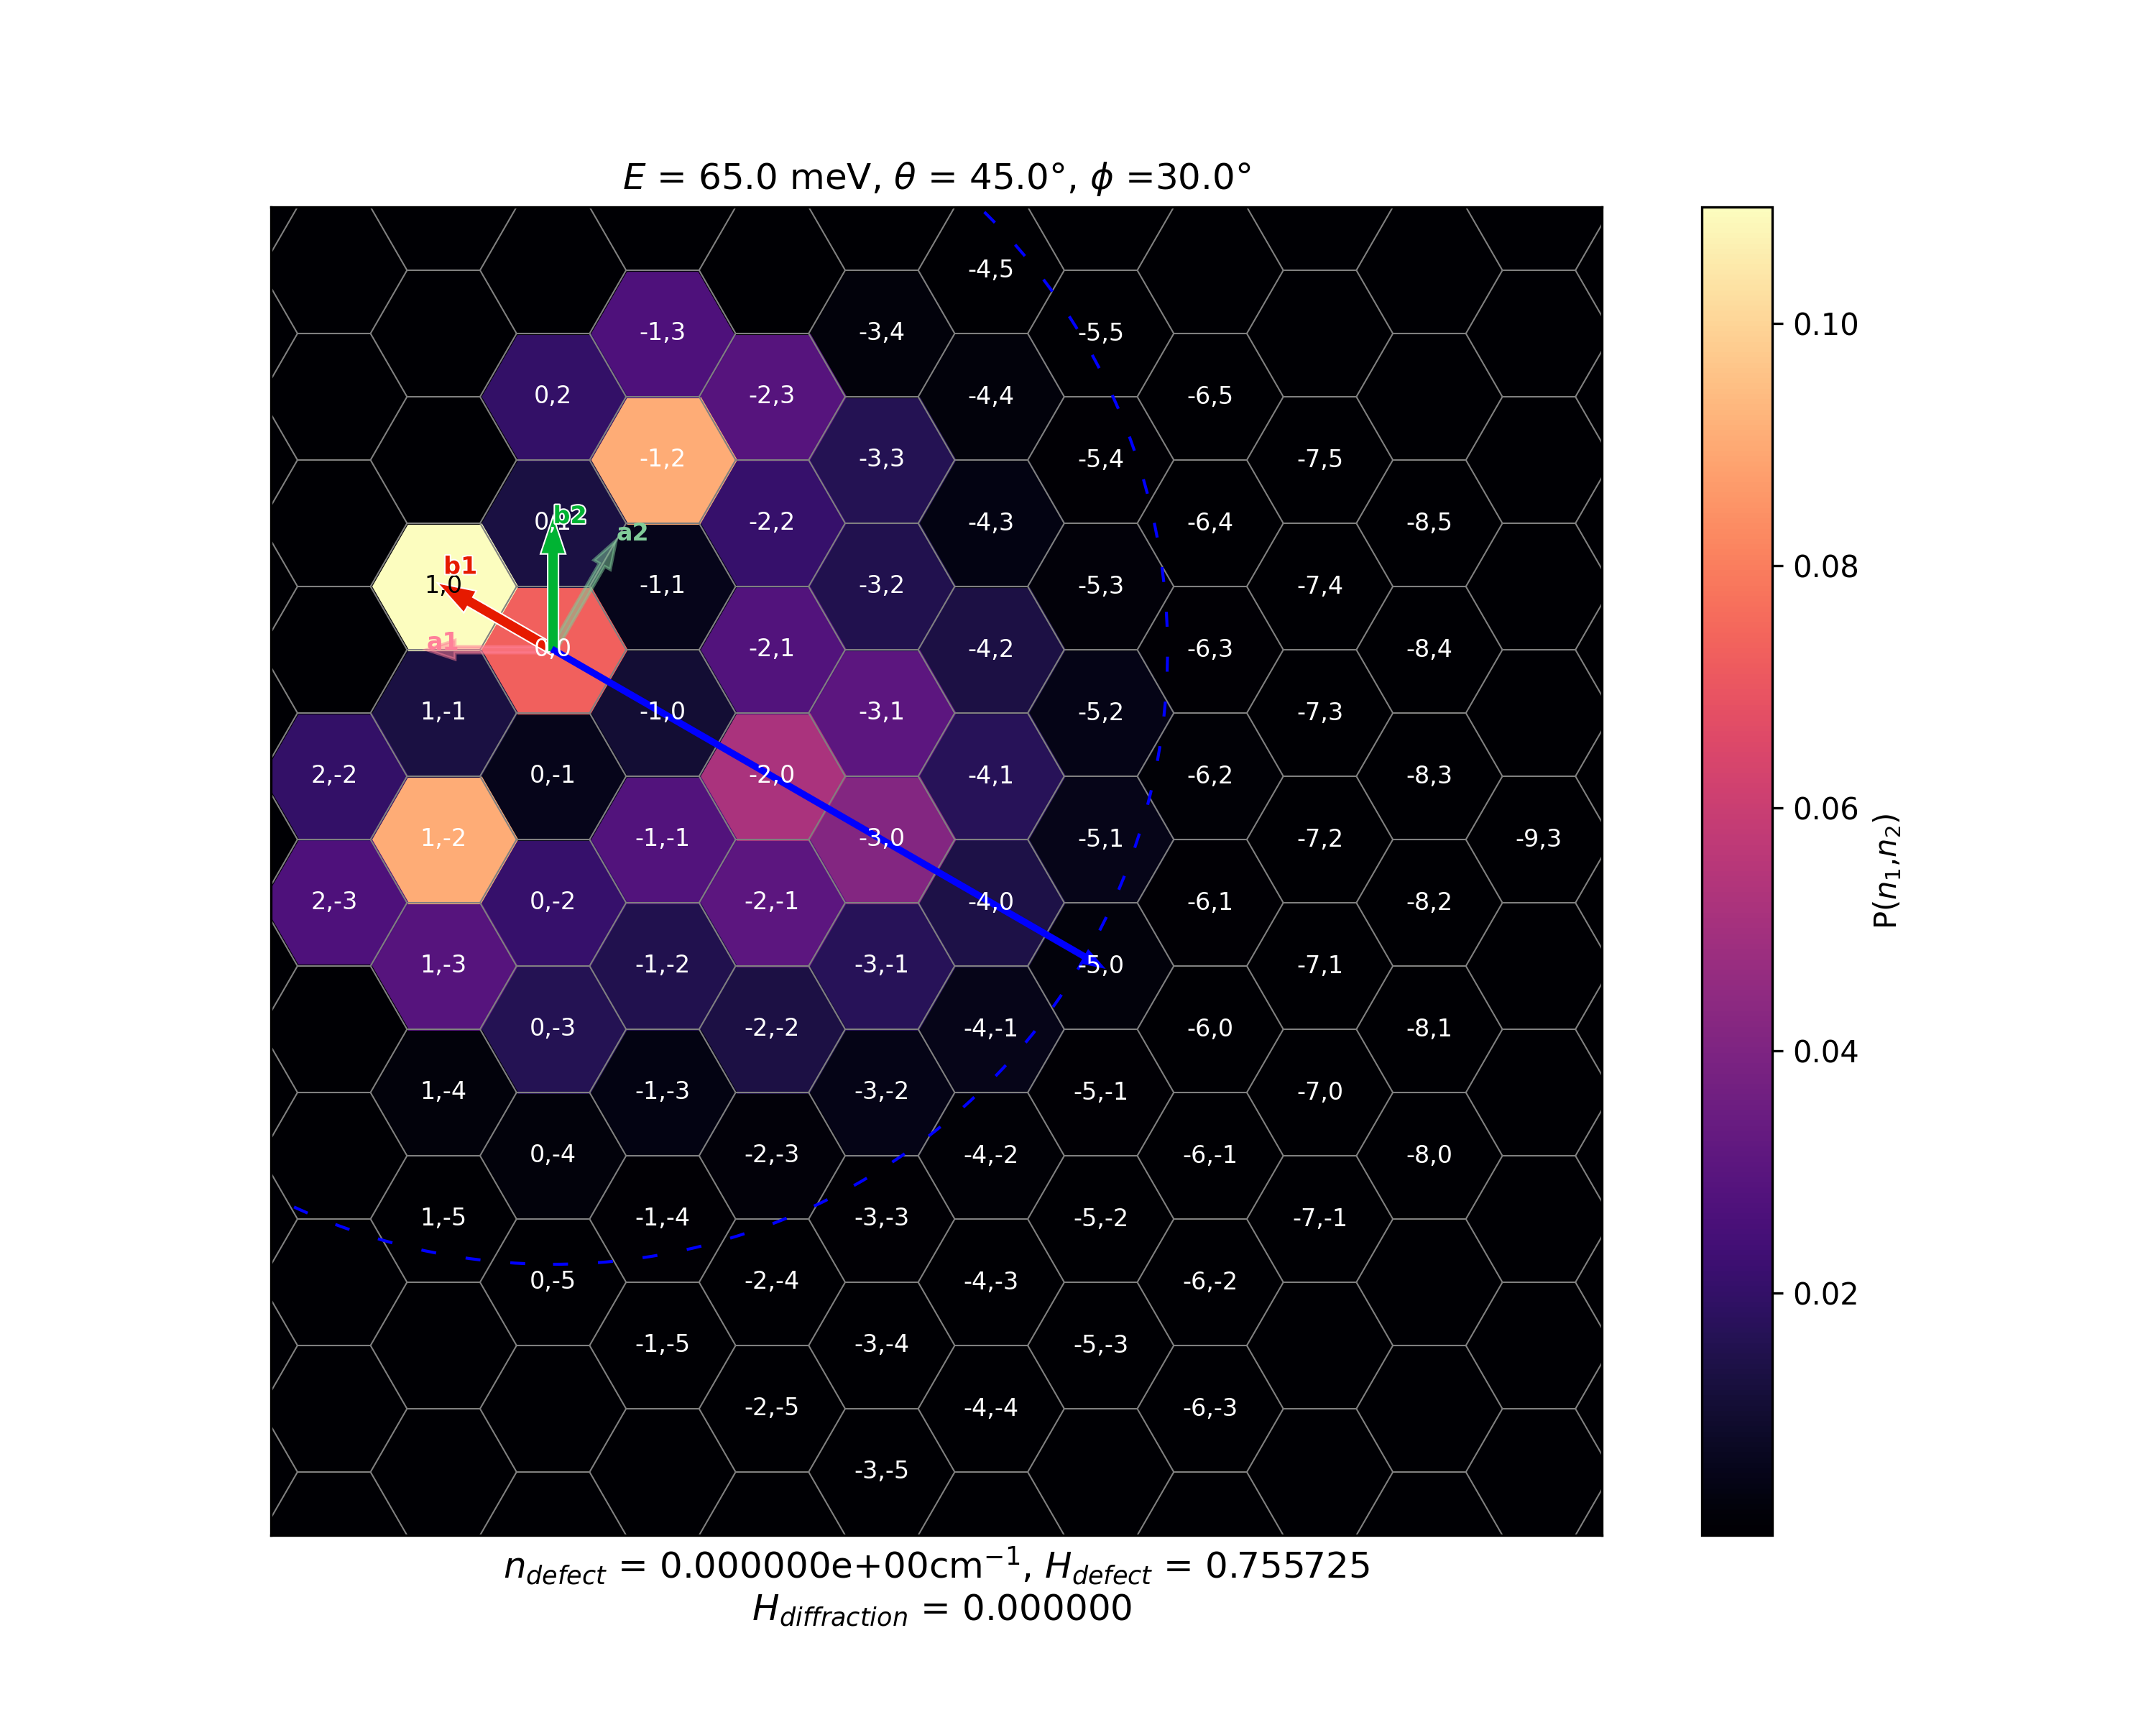 E = 65.0 meV, θ = 45.0°, ϕ =30.0°
-4,5
-1,3 -3,4 -5,5
0,2 -2,3 -4,4 -6,5
-1,2 -3,3 -5,4 -7,5
0,1 b2 a2 -2,2 -4,3 -6,4 -8,5
b1
1,0 -1,1 -3,2 -5,3 -7,4
a1 0,0 -2,1 -4,2 -6,3 -8,4
1,-1 -1,0 -3,1 -5,2 -7,3
2,-2 0,-1 -2,0 -4,1 -6,2 -8,3
1,-2 -1,-1 -3,0 -5,1 -7,2 -9,3
2,-3 0,-2 -2,-1 -4,0 -6,1 -8,2
1,-3 -1,-2 -3,-1 -5,0 -7,1
0,-3 -2,-2 -4,-1 -6,0 -8,1
1,-4 -1,-3 -3,-2 -5,-1 -7,0
0,-4 -2,-3 -4,-2 -6,-1 -8,0
1,-5 -1,-4 -3,-3 -5,-2 -7,-1
0,-5 -2,-4 -4,-3 -6,-2
-1,-5 -3,-4 -5,-3
-2,-5 -4,-4 -6,-3
-3,-5
n_defect = 0.000000e+00cm⁻¹, H_defect = 0.755725
H_diffraction = 0.000000
0.10
0.08
0.06
0.04
0.02
P(n₁,n₂)